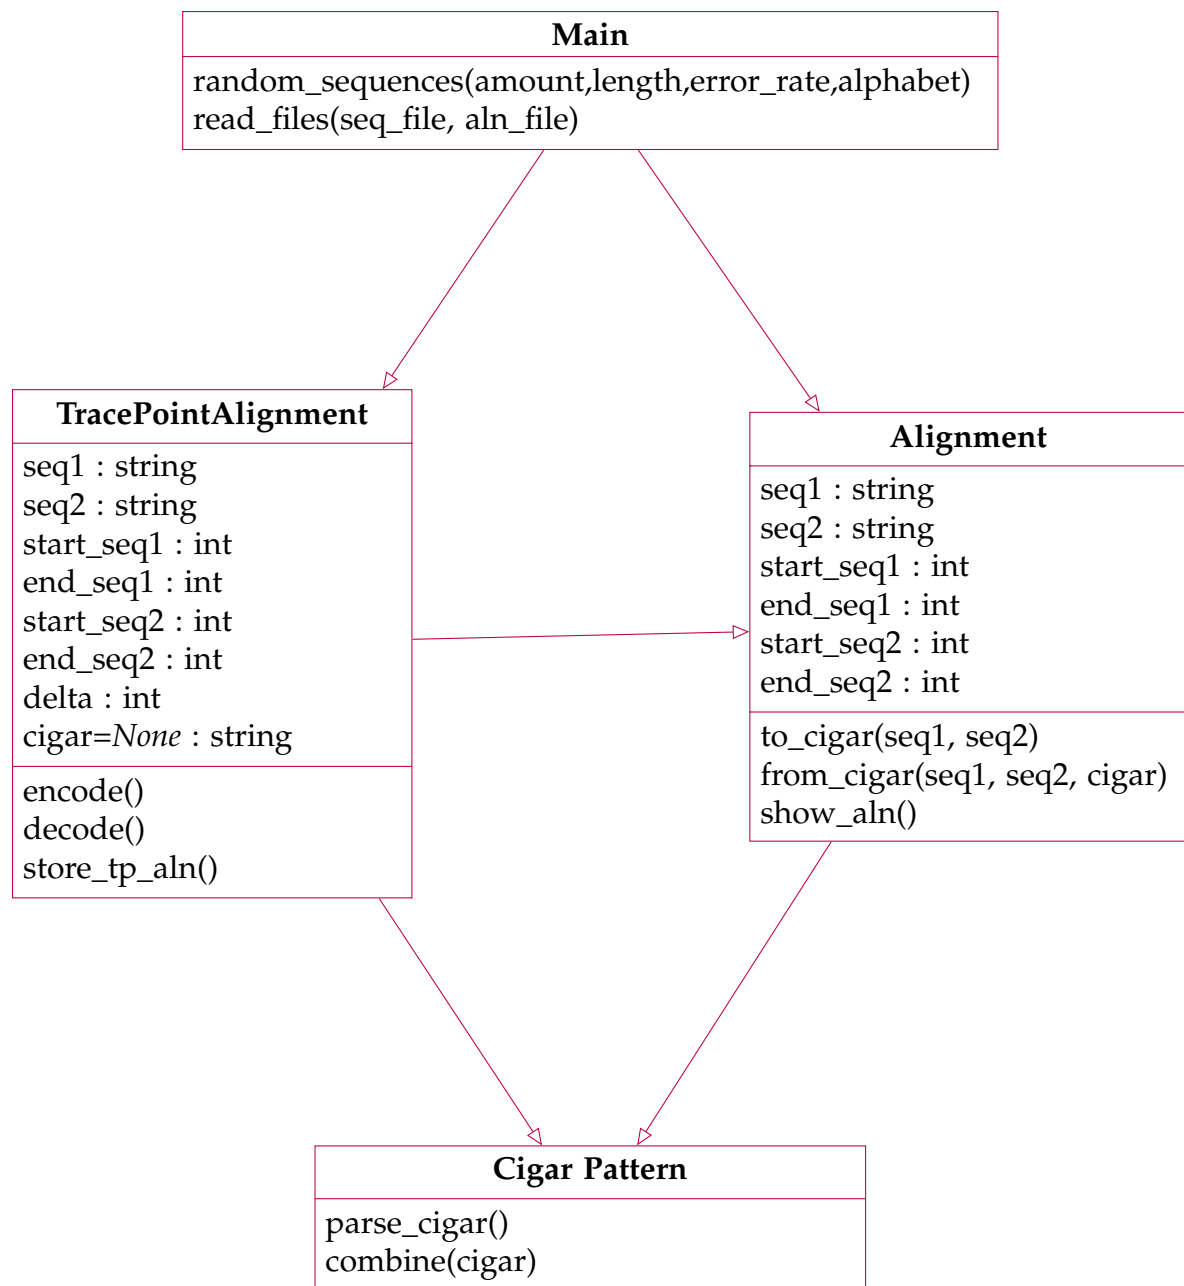 Main
random_sequences(amount,length,error_rate,alphabet)
read_files(seq_file, aln_file)
TracePointAlignment
seq1 : string
seq2 : string
start_seq1 : int
end_seq1 : int
start_seq2 : int
end_seq2 : int
delta : int
cigar=None : string
encode()
decode()
store_tp_aln()
Alignment
seq1 : string
seq2 : string
start_seq1 : int
end_seq1 : int
start_seq2 : int
end_seq2 : int
to_cigar(seq1, seq2)
from_cigar(seq1, seq2, cigar)
show_aln()
Cigar Pattern
parse_cigar()
combine(cigar)